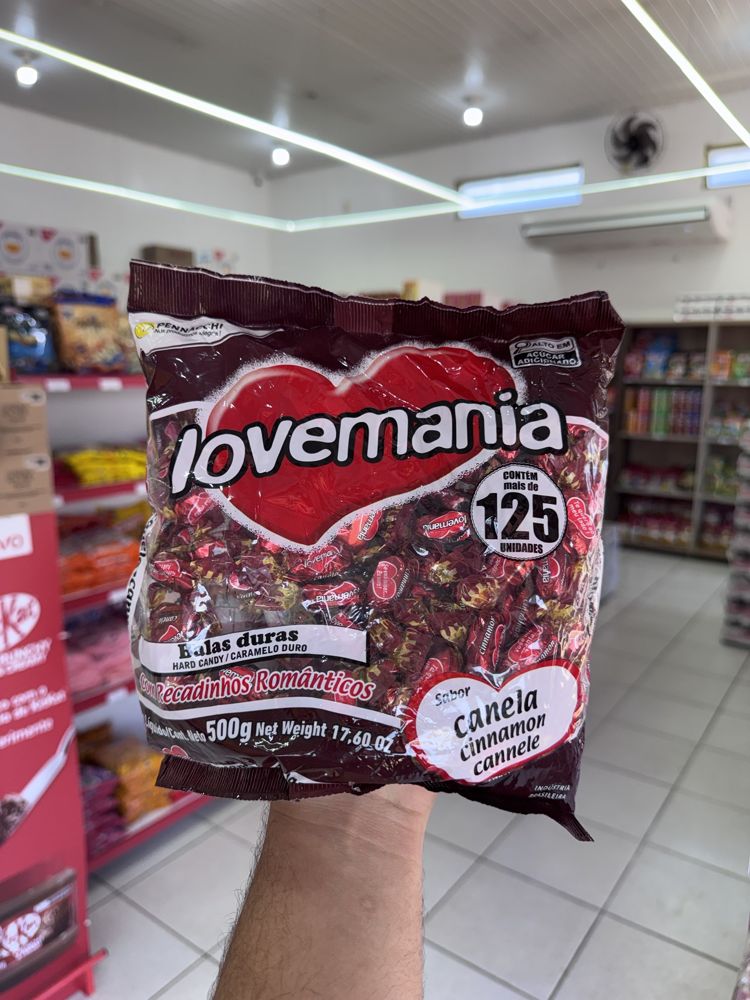 PENNACCHI
ALTO EM
AÇÚCAR
ADICIONADO
lovemania
CONTÉM
mais de
125
UNIDADES
Balas duras
HARD CANDY / CARAMELO DURO
Com Recadinhos Românticos
500g Net Weight 17,60 OZ
Sabor
canela
cinnamon
cannele
INDÚSTRIA
BRASILEIRA
KitKat